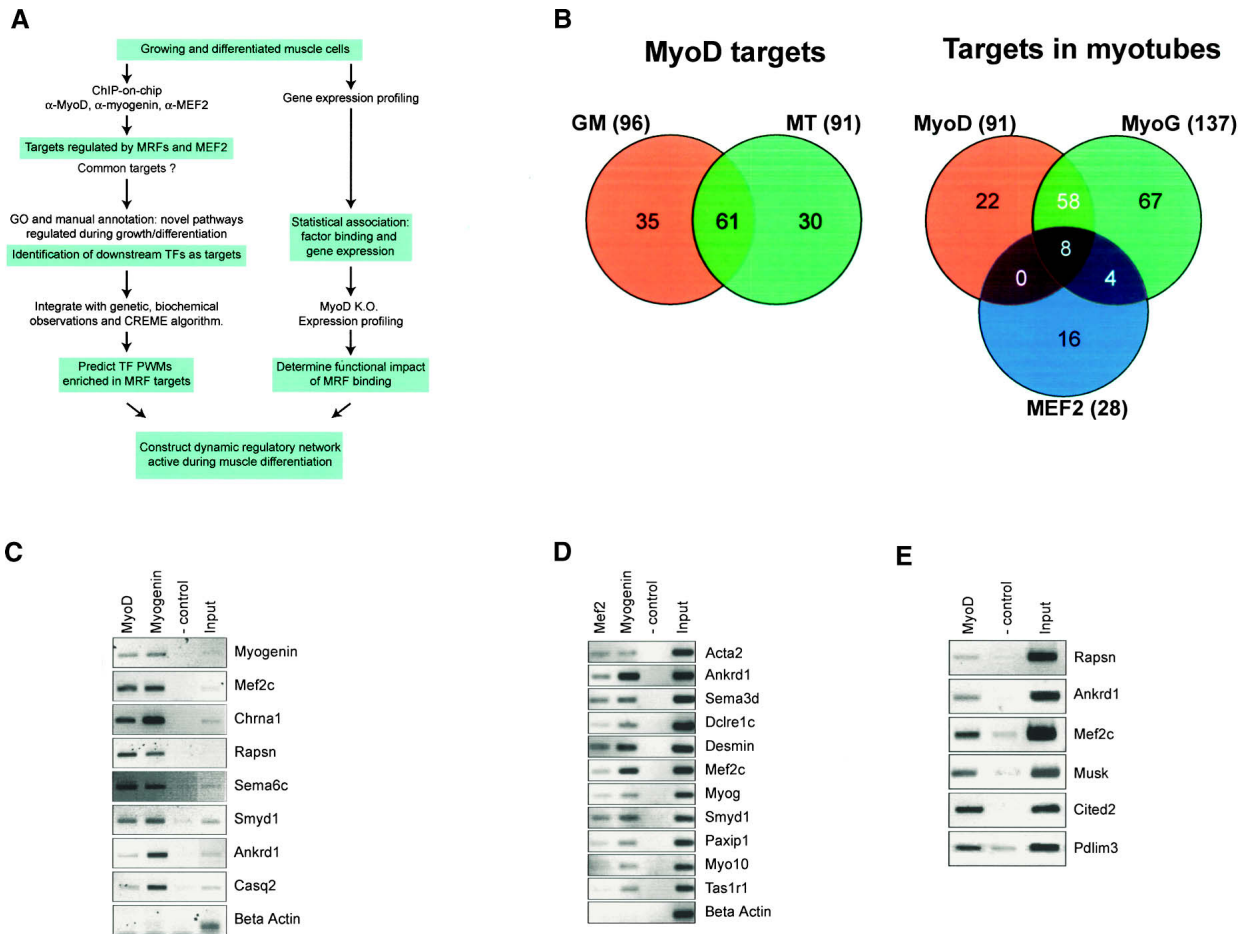 A
Growing and differentiated muscle cells
ChIP-on-chip
α-MyoD, α-myogenin, α-MEF2
Gene expression profiling
Targets regulated by MRFs and MEF2
Common targets ?
GO and manual annotation: novel pathways
regulated during growth/differentiation
Identification of downstream TFs as targets
Statistical association:
factor binding and
gene expression
Integrate with genetic, biochemical
observations and CREME algorithm.
MyoD K.O.
Expression profiling
Predict TF PWMs
enriched in MRF targets
Determine functional impact
of MRF binding
Construct dynamic regulatory network
active during muscle differentiation
B
MyoD targets
GM (96)
MT (91)
35
61
30
Targets in myotubes
MyoD (91)
MyoG (137)
22
58
67
8
0
4
16
MEF2 (28)
C
MyoD
Myogenin
- control
Input
Myogenin
Mef2c
Chrna1
Rapsn
Sema6c
Smyd1
Ankrd1
Casq2
Beta Actin
D
Mef2
Myogenin
- control
Input
Acta2
Ankrd1
Sema3d
Dclre1c
Desmin
Mef2c
Myog
Smyd1
Paxip1
Myo10
Tas1r1
Beta Actin
E
MyoD
- control
Input
Rapsn
Ankrd1
Mef2c
Musk
Cited2
Pdlim3